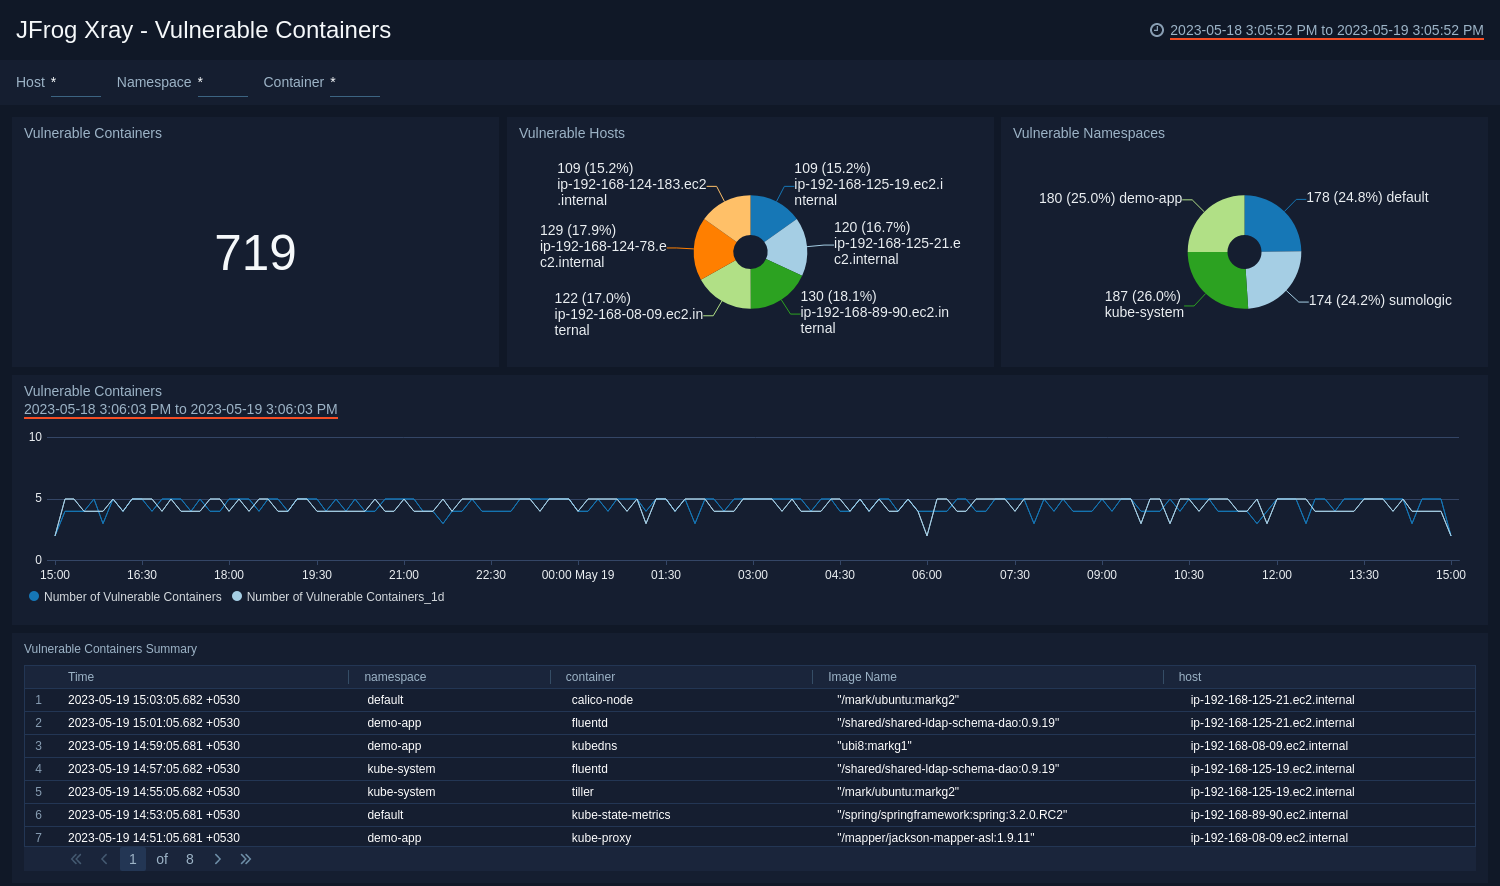 JFrog Xray - Vulnerable Containers
2023-05-18 3:05:52 PM to 2023-05-19 3:05:52 PM
Host * Namespace * Container *
Vulnerable Containers
719
Vulnerable Hosts
109 (15.2%)
ip-192-168-124-183.ec2
.internal
109 (15.2%)
ip-192-168-125-19.ec2.i
nternal
129 (17.9%)
ip-192-168-124-78.e
c2.internal
120 (16.7%)
ip-192-168-125-21.e
c2.internal
122 (17.0%)
ip-192-168-08-09.ec2.in
ternal
130 (18.1%)
ip-192-168-89-90.ec2.in
ternal
Vulnerable Namespaces
180 (25.0%) demo-app
178 (24.8%) default
187 (26.0%)
kube-system
174 (24.2%) sumologic
Vulnerable Containers
2023-05-18 3:06:03 PM to 2023-05-19 3:06:03 PM
10
5
0
15:00 16:30 18:00 19:30 21:00 22:30 00:00 May 19 01:30 03:00 04:30 06:00 07:30 09:00 10:30 12:00 13:30 15:00
Number of Vulnerable Containers Number of Vulnerable Containers_1d
Vulnerable Containers Summary
Time namespace container Image Name host
1 2023-05-19 15:03:05.682 +0530 default calico-node "/mark/ubuntu:markg2" ip-192-168-125-21.ec2.internal
2 2023-05-19 15:01:05.682 +0530 demo-app fluentd "/shared/shared-ldap-schema-dao:0.9.19" ip-192-168-125-21.ec2.internal
3 2023-05-19 14:59:05.681 +0530 demo-app kubedns "ubi8:markg1" ip-192-168-08-09.ec2.internal
4 2023-05-19 14:57:05.682 +0530 kube-system fluentd "/shared/shared-ldap-schema-dao:0.9.19" ip-192-168-125-19.ec2.internal
5 2023-05-19 14:55:05.682 +0530 kube-system tiller "/mark/ubuntu:markg2" ip-192-168-125-19.ec2.internal
6 2023-05-19 14:53:05.681 +0530 default kube-state-metrics "/spring/springframework:spring:3.2.0.RC2" ip-192-168-89-90.ec2.internal
7 2023-05-19 14:51:05.681 +0530 demo-app kube-proxy "/mapper/jackson-mapper-asl:1.9.11" ip-192-168-08-09.ec2.internal
1 of 8